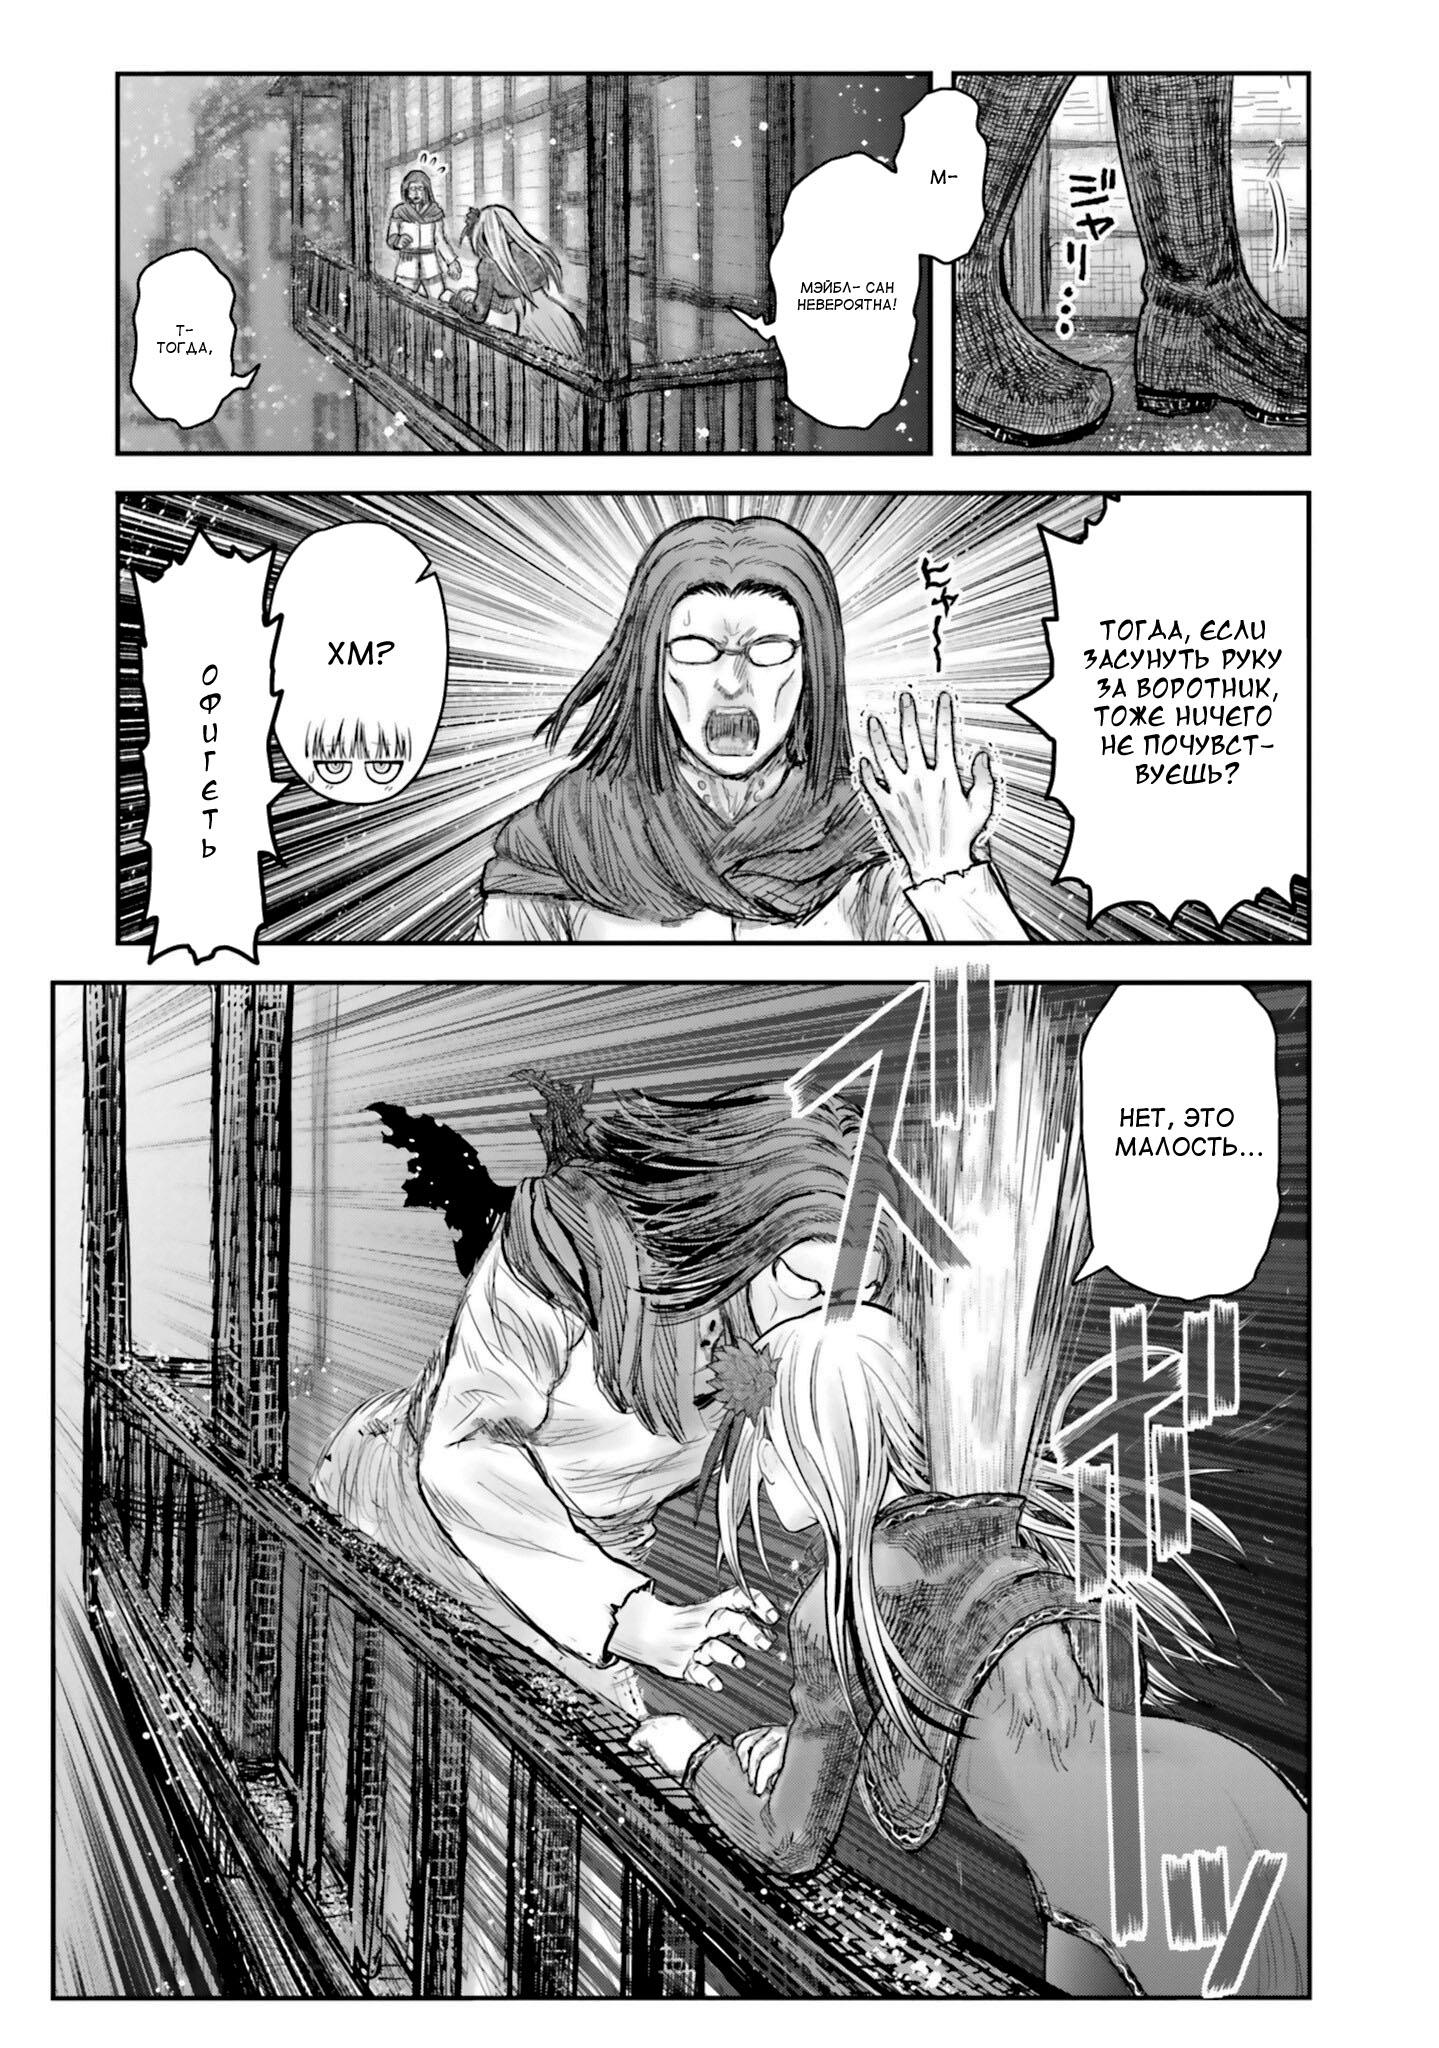 ジャリ...
М-
МЭЙБЛ- САН
НЕВЕРОЯТНА!
Т-
ТОГДА,
ТОГДА, ЕСЛИ
ЗАСУНУТЬ РУКУ
ЗА ВОРОТНИК,
ТОЖЕ НИЧЕГО
НЕ ПОЧУВСТ-
ВУЕШЬ?
ヒャー
ХМ?
ОФИГЕТЬ
НЕТ, ЭТО
МАЛОСТЬ...